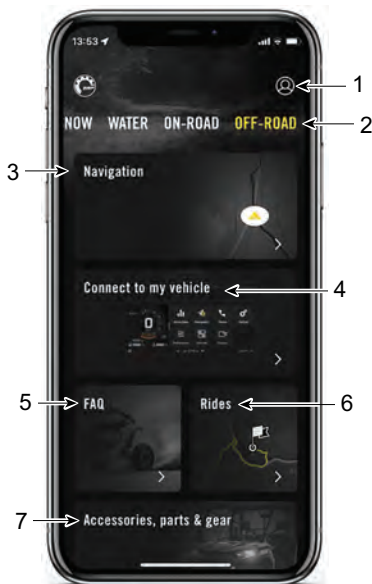 13:53
1
NOW WATER ON-ROAD OFF-ROAD
2
3
Navigation
Connect to my vehicle
4
0
5
FAQ
Rides
6
7
Accessories, parts & gear